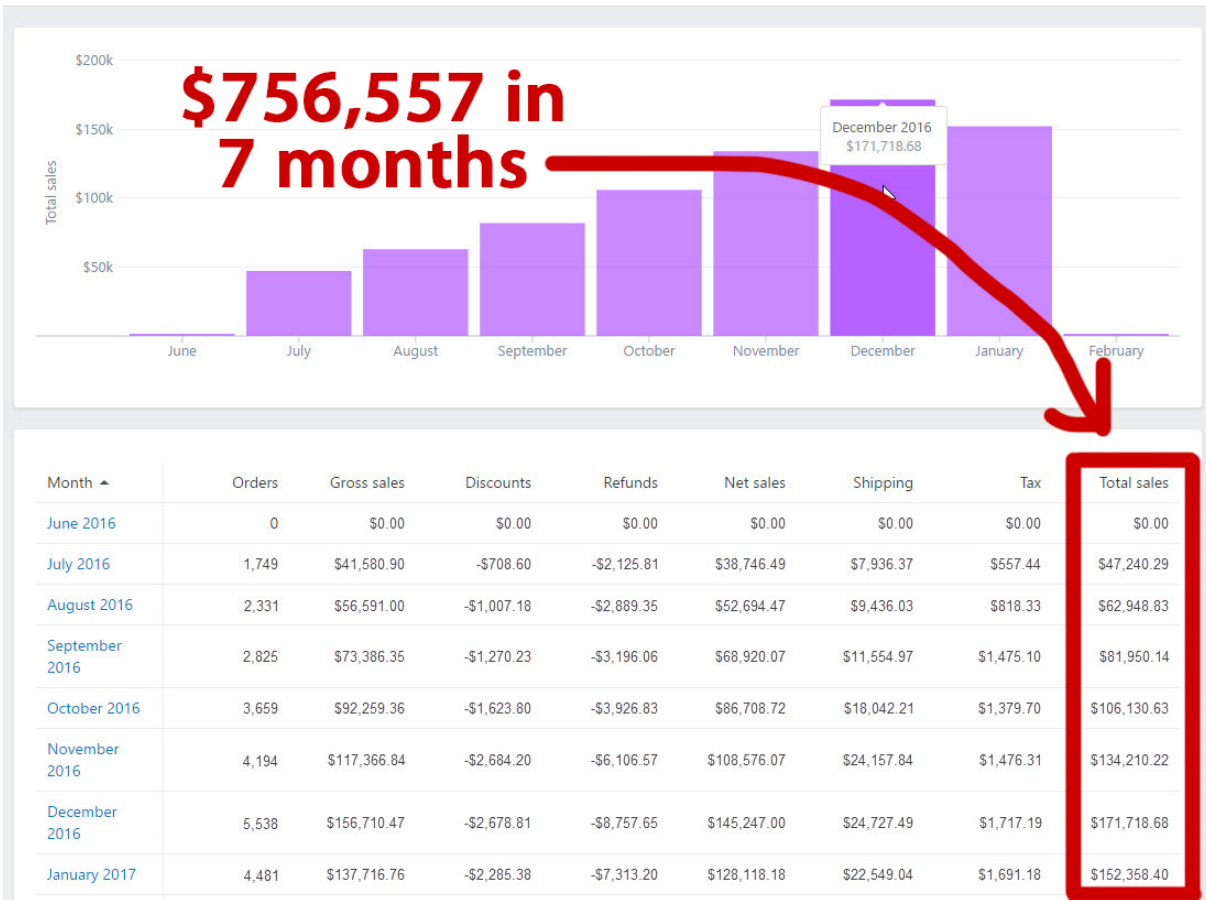 $200k
$756,557 in
7 months
$150k
December 2016
$171,718.68
Total sales
$100k
$50k
June July August September October November December January February
Month Orders Gross sales Discounts Refunds Net sales Shipping Tax Total sales
June 2016 0 $0.00 $0.00 $0.00 $0.00 $0.00 $0.00 $0.00
July 2016 1,749 $41,580.90 -$708.60 -$2,125.81 $38,746.49 $7,936.37 $557.44 $47,240.29
August 2016 2,331 $56,591.00 -$1,007.18 -$2,889.35 $52,694.47 $9,436.03 $818.33 $62,948.83
September
2016 2,825 $73,386.35 -$1,270.23 -$3,196.06 $68,920.07 $11,554.97 $1,475.10 $81,950.14
October 2016 3,659 $92,259.36 -$1,623.80 -$3,926.83 $86,708.72 $18,042.21 $1,379.70 $106,130.63
November
2016 4,194 $117,366.84 -$2,684.20 -$6,106.57 $108,576.07 $24,157.84 $1,476.31 $134,210.22
December
2016 5,538 $156,710.47 -$2,678.81 -$8,757.65 $145,247.00 $24,727.49 $1,717.19 $171,718.68
January 2017 4,481 $137,716.76 -$2,285.38 -$7,313.20 $128,118.18 $22,549.04 $1,691.18 $152,358.40